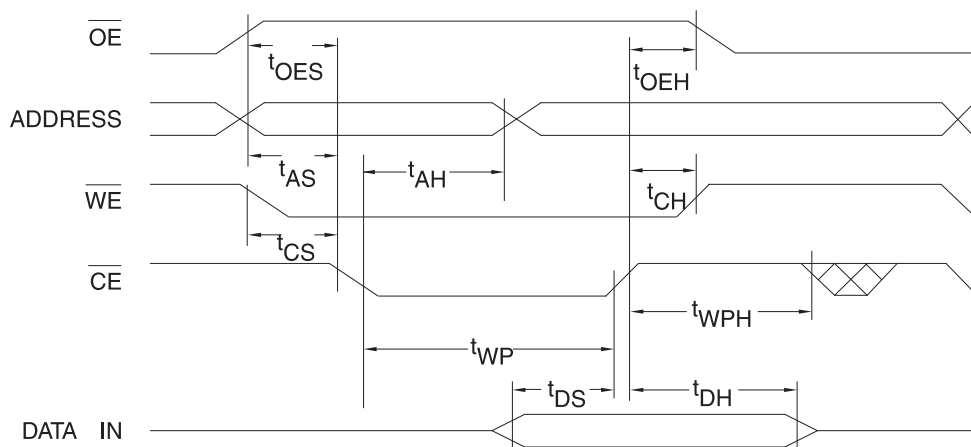 OE
tOES
tOEH
ADDRESS
tAS
tAH
WE
tCH
tCS
CE
tWPH
tWP
tDS
tDH
DATA IN